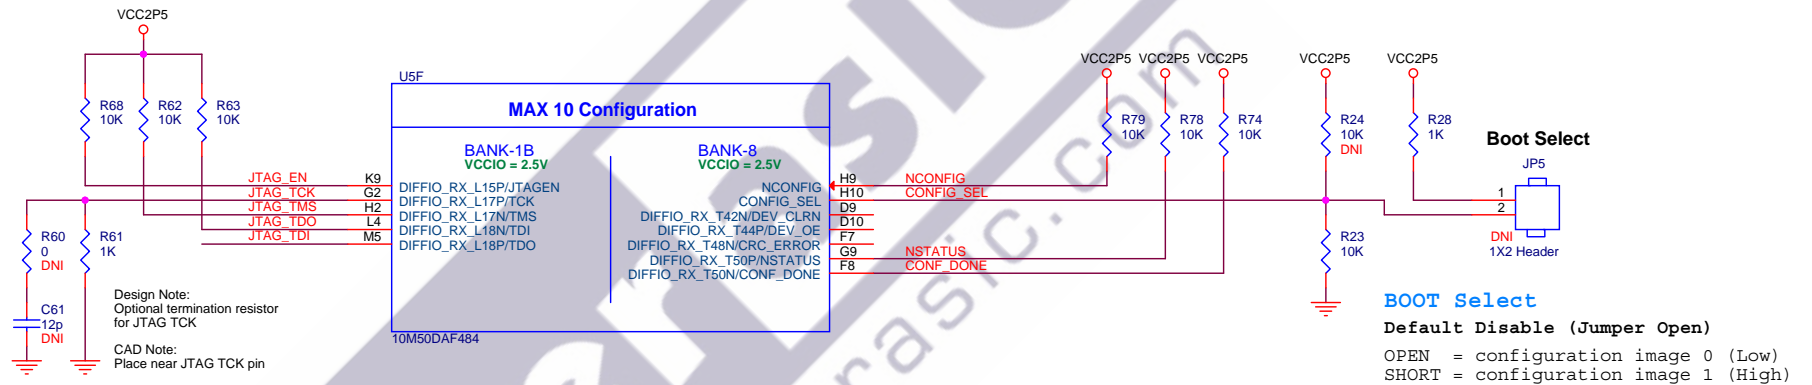 VCC2P5
R68
10K
R62
10K
R63
10K
JTAG_EN
JTAG_TCK
JTAG_TMS
JTAG_TDO
JTAG_TDI
K9
G2
H2
L4
M5
R60
0
DNI
R61
1K
C61
12p
DNI
Design Note:
Optional termination resistor
for JTAG TCK
CAD Note:
Place near JTAG TCK pin
U5F
MAX 10 Configuration
BANK-1B
VCCIO = 2.5V
BANK-8
VCCIO = 2.5V
DIFFIO_RX_L15P/JTAGEN
DIFFIO_RX_L17P/TCK
DIFFIO_RX_L17N/TMS
DIFFIO_RX_L18N/TDI
DIFFIO_RX_L18P/TDO
NCONFIG
CONFIG_SEL
DIFFIO_RX_T42N/DEV_CLRN
DIFFIO_RX_T44P/DEV_OE
DIFFIO_RX_T48N/CRC_ERROR
DIFFIO_RX_T50P/NSTATUS
DIFFIO_RX_T50N/CONF_DONE
10M50DAF484
H9
H10
D9
D10
F7
G9
F8
NCONFIG
CONFIG_SEL
NSTATUS
CONF_DONE
VCC2P5
VCC2P5
VCC2P5
VCC2P5
VCC2P5
R79
10K
R78
10K
R74
10K
R24
10K
DNI
R28
1K
R23
10K
Boot Select
JP5
1
2
DNI
1X2 Header
BOOT Select
Default Disable (Jumper Open)
OPEN = configuration image 0 (Low)
SHORT = configuration image 1 (High)
asic.com